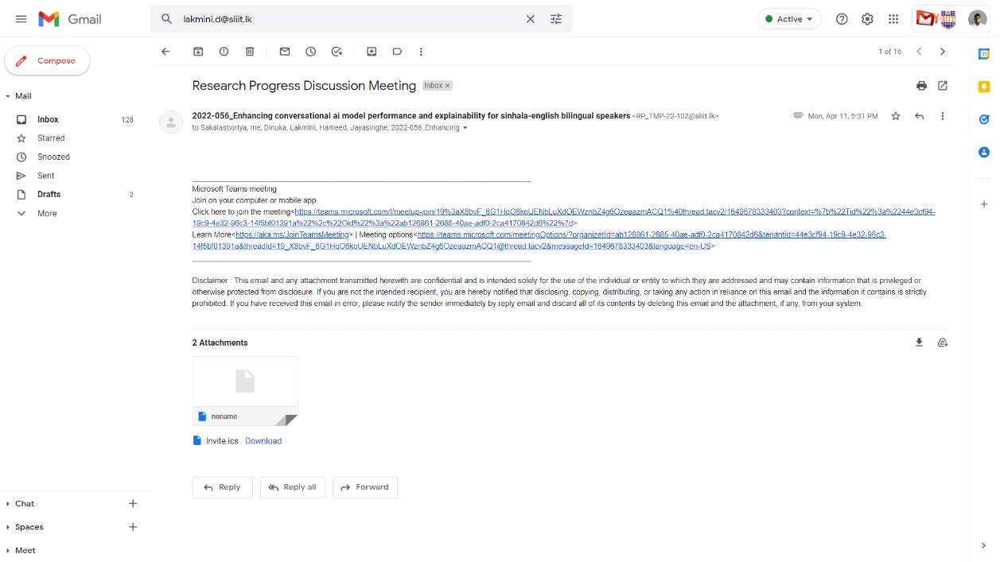 Gmail
lakmini.d@sliit.lk
Active
Compose
1 of 16
Mail
Inbox 128
Starred
Snoozed
Sent
Drafts 2
More
Research Progress Discussion Meeting Inbox ×
2022-056_Enhancing conversational ai model performance and explainability for sinhala-english bilingual speakers <RP_TMP-22-102@sliit.lk> Mon, Apr 11, 5:31 PM
to Sakalasooriya, me, Dinuka, Lakmini, Hameed, Jayasinghe, 2022-056_Enhancing
Microsoft Teams meeting
Join on your computer or mobile app
Click here to join the meeting<https://teams.microsoft.com/l/meetup-join/19%3aX8bvF_6G1HqO6koUENbLuXdOEWznbZ4g6OzeaazmACQ1%40thread.tacv2/1649678333403?context=%7b%22Tid%22%3a%2244e3cf94-
19c9-4e32-96c3-14f5bf01391a%22%2c%22Oid%22%3a%22ab126861-2685-40ae-adf0-2ca4170842d6%22%7d>
Learn More<https://aka.ms/JoinTeamsMeeting> | Meeting options<https://teams.microsoft.com/meetingOptions/?organizerId=ab126861-2685-40ae-adf0-2ca4170842d6&tenantId=44e3cf94-19c9-4e32-96c3-
14f5bf01391a&threadId=19_X8bvF_6G1HqO6koUENbLuXdOEWznbZ4g6OzeaazmACQ1@thread.tacv2&messageId=1649678333403&language=en-US>
Disclaimer : This email and any attachment transmitted herewith are confidential and is intended solely for the use of the individual or entity to which they are addressed and may contain information that is privileged or
otherwise protected from disclosure. If you are not the intended recipient, you are hereby notified that disclosing, copying, distributing, or taking any action in reliance on this email and the information it contains is strictly
prohibited. If you have received this email in error, please notify the sender immediately by reply email and discard all of its contents by deleting this email and the attachment, if any, from your system.
2 Attachments
noname
invite.ics Download
Reply Reply all Forward
Chat
Spaces
Meet
31